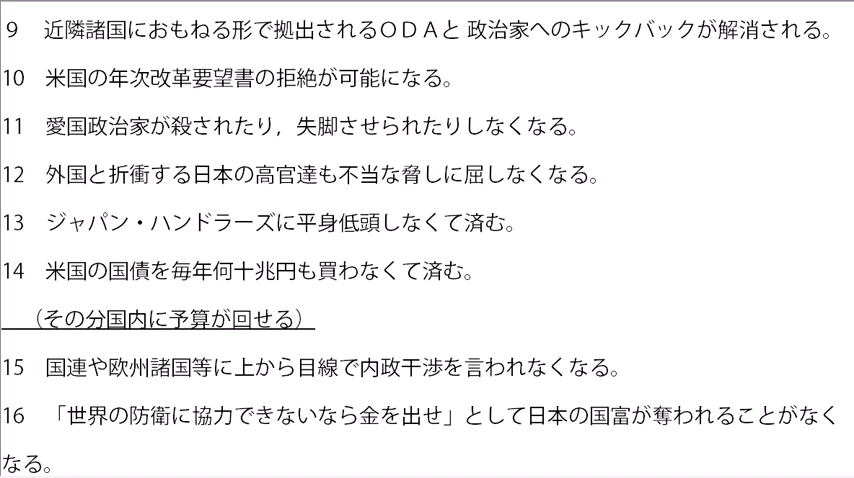 ９　近隣諸国におもねる形で拠出されるＯＤＡと 政治家へのキックバックが解消される。
10　米国の年次改革要望書の拒絶が可能になる。
11　愛国政治家が殺されたり，失脚させられたりしなくなる。
12　外国と折衝する日本の高官達も不当な脅しに屈しなくなる。
13　ジャパン・ハンドラーズに平身低頭しなくて済む。
14　米国の国債を毎年何十兆円も買わなくて済む。
（その分国内に予算が回せる）
15　国連や欧州諸国等に上から目線で内政干渉を言われなくなる。
16　「世界の防衛に協力できないなら金を出せ」として日本の国富が奪われることがなく
なる。